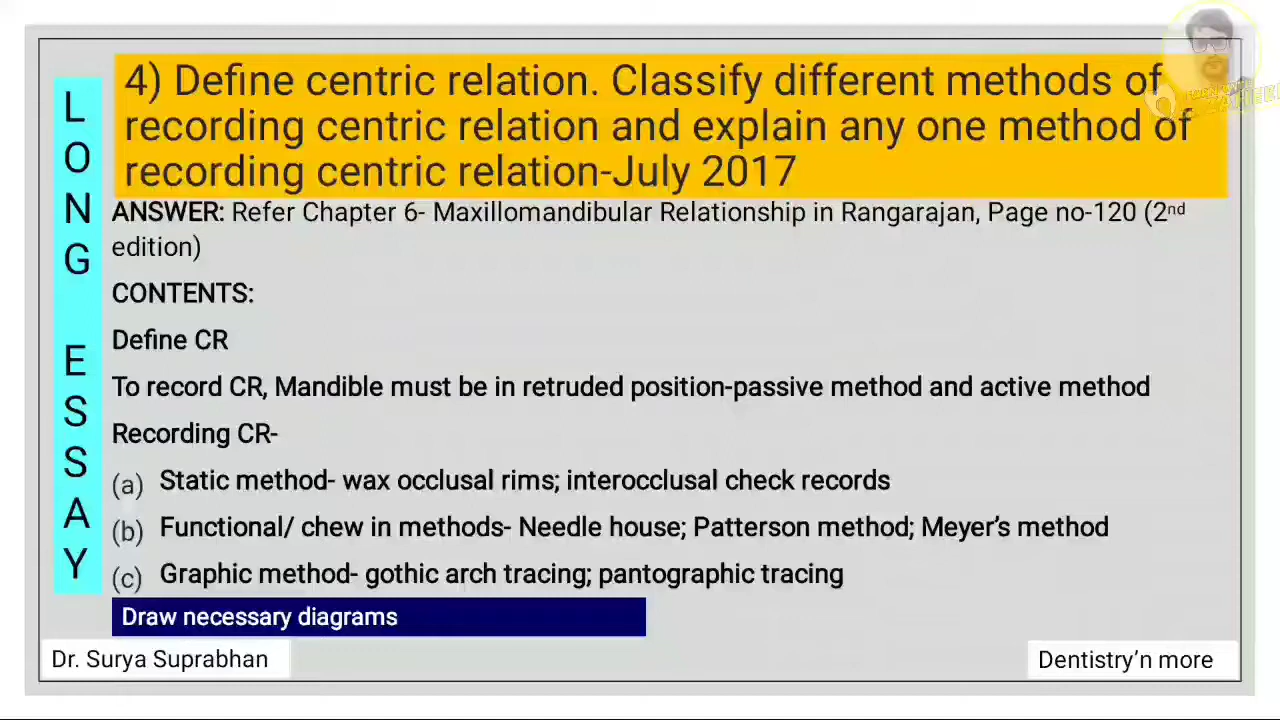 LONG ESSAY
4) Define centric relation. Classify different methods of
recording centric relation and explain any one method of
recording centric relation-July 2017
ANSWER: Refer Chapter 6- Maxillomandibular Relationship in Rangarajan, Page no-120 (2nd
edition)
CONTENTS:
Define CR
To record CR, Mandible must be in retruded position-passive method and active method
Recording CR-
(a) Static method- wax occlusal rims; interocclusal check records
(b) Functional/ chew in methods- Needle house; Patterson method; Meyer’s method
(c) Graphic method- gothic arch tracing; pantographic tracing
Draw necessary diagrams
Dr. Surya Suprabhan
Dentistry’n more